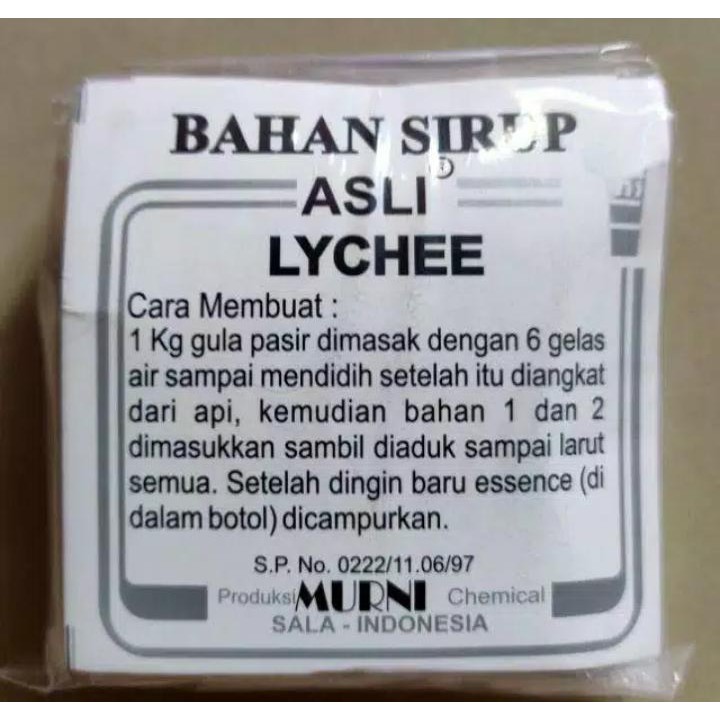 BAHAN SIRUP
ASLI
LYCHEE
Cara Membuat :
1 Kg gula pasir dimasak dengan 6 gelas
air sampai mendidih setelah itu diangkat
dari api, kemudian bahan 1 dan 2
dimasukkan sambil diaduk sampai larut
semua. Setelah dingin baru essence (di
dalam botol) dicampurkan.
S.P. No. 0222/11.06/97
Produksi MURNI Chemical
SALA - INDONESIA